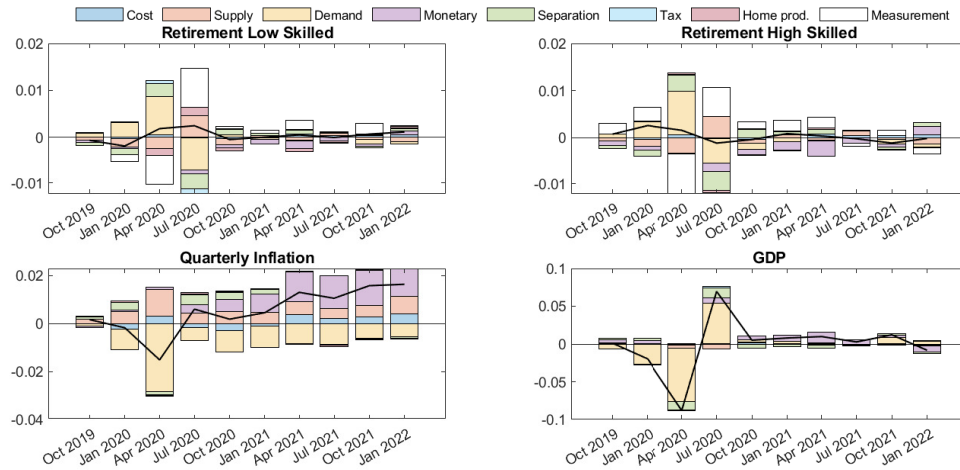 Cost Supply Demand Monetary Separation Tax Home prod. Measurement
Retirement Low Skilled
0.02
0.01
0
-0.01
Oct 2019 Jan 2020 Apr 2020 Jul 2020 Oct 2020 Jan 2021 Apr 2021 Jul 2021 Oct 2021 Jan 2022
Retirement High Skilled
0.02
0.01
0
-0.01
Oct 2019 Jan 2020 Apr 2020 Jul 2020 Oct 2020 Jan 2021 Apr 2021 Jul 2021 Oct 2021 Jan 2022
Quarterly Inflation
0.02
0
-0.02
-0.04
Oct 2019 Jan 2020 Apr 2020 Jul 2020 Oct 2020 Jan 2021 Apr 2021 Jul 2021 Oct 2021 Jan 2022
GDP
0.1
0.05
0
-0.05
-0.1
Oct 2019 Jan 2020 Apr 2020 Jul 2020 Oct 2020 Jan 2021 Apr 2021 Jul 2021 Oct 2021 Jan 2022